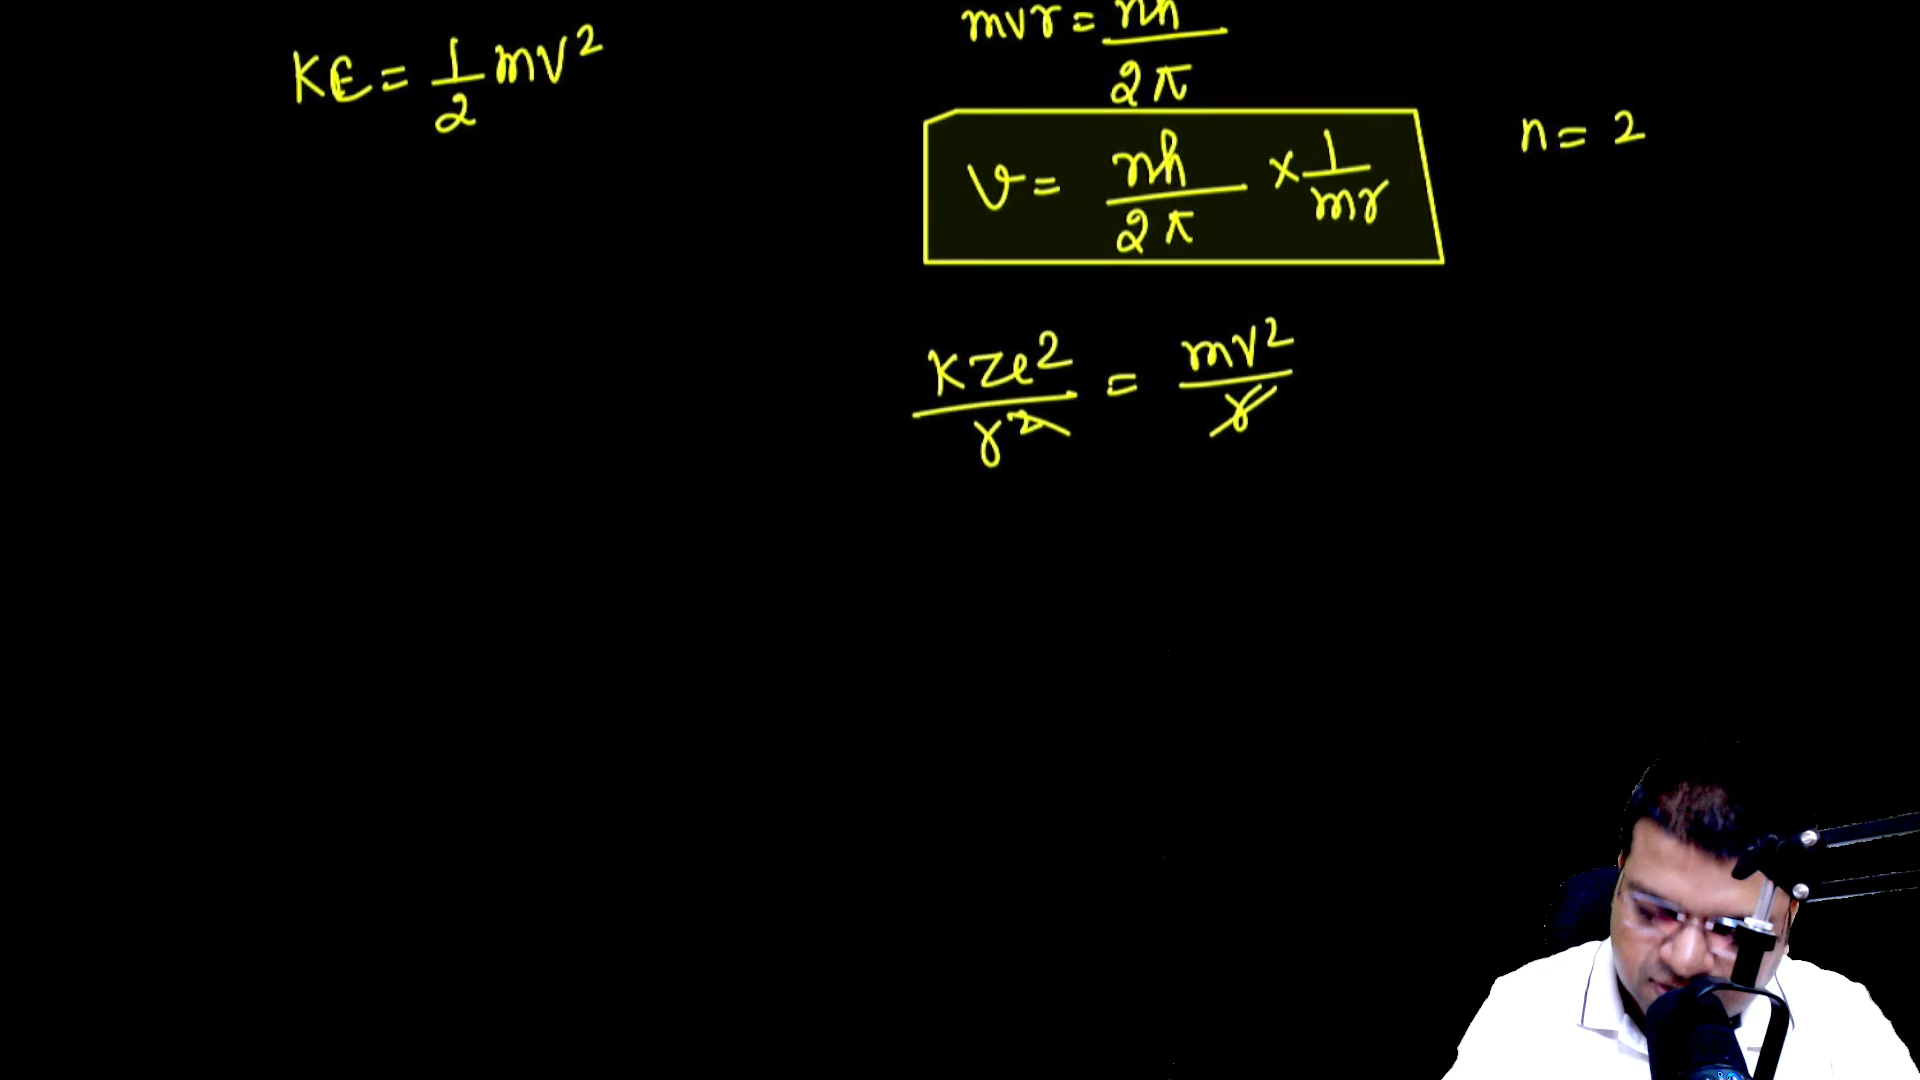 KE = 1/2 mv²
mvr = nh/2π
v = nh/2π × 1/mr
n = 2
KZe²/r² = mv²/r